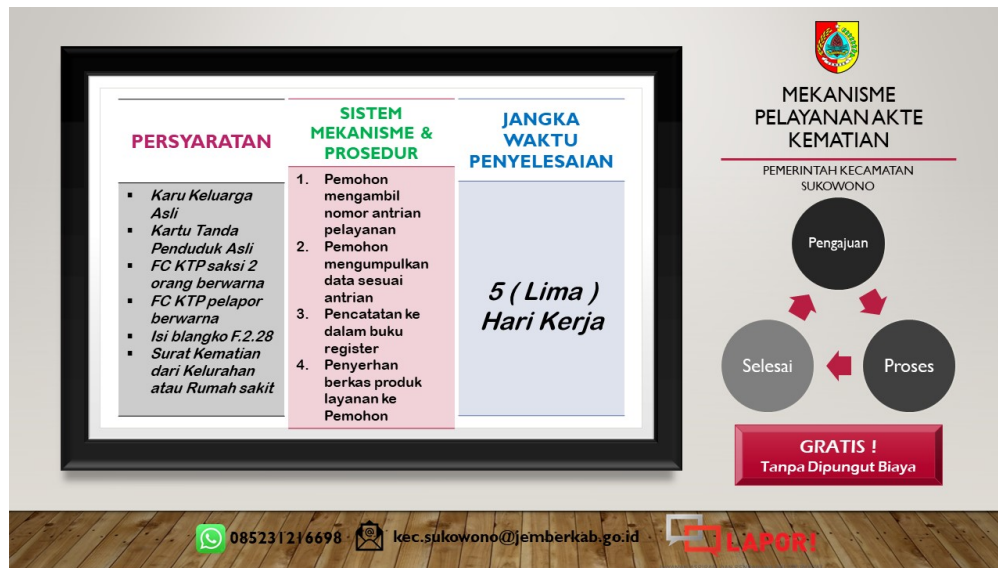 PERSYARATAN
▪ Karu Keluarga
Asli
▪ Kartu Tanda
Penduduk Asli
▪ FC KTP saksi 2
orang berwarna
▪ FC KTP pelapor
berwarna
▪ Isi blangko F.2.28
▪ Surat Kematian
dari Kelurahan
atau Rumah sakit
SISTEM
MEKANISME &
PROSEDUR
1. Pemohon
mengambil
nomor antrian
pelayanan
2. Pemohon
mengumpulkan
data sesuai
antrian
3. Pencatatan ke
dalam buku
register
4. Penyerhan
berkas produk
layanan ke
Pemohon
JANGKA
WAKTU
PENYELESAIAN
5 ( Lima )
Hari Kerja
MEKANISME
PELAYANAN AKTE
KEMATIAN
PEMERINTAH KECAMATAN
SUKOWONO
Pengajuan
Proses
Selesai
GRATIS !
Tanpa Dipungut Biaya
085231216698
kec.sukowono@jemberkab.go.id
LAPOR!